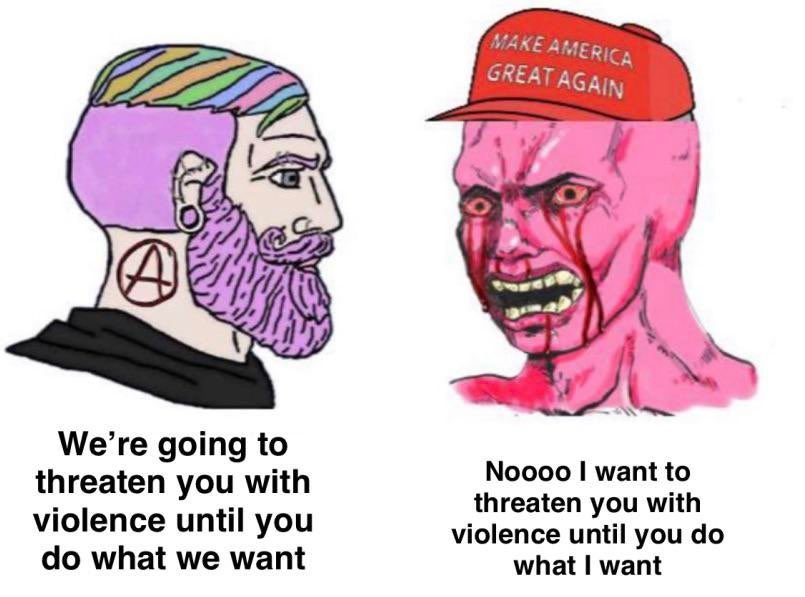 MAKE AMERICA
GREAT AGAIN
A
We're going to
threaten you with
violence until you
do what we want
Noooo I want to
threaten you with
violence until you do
what I want